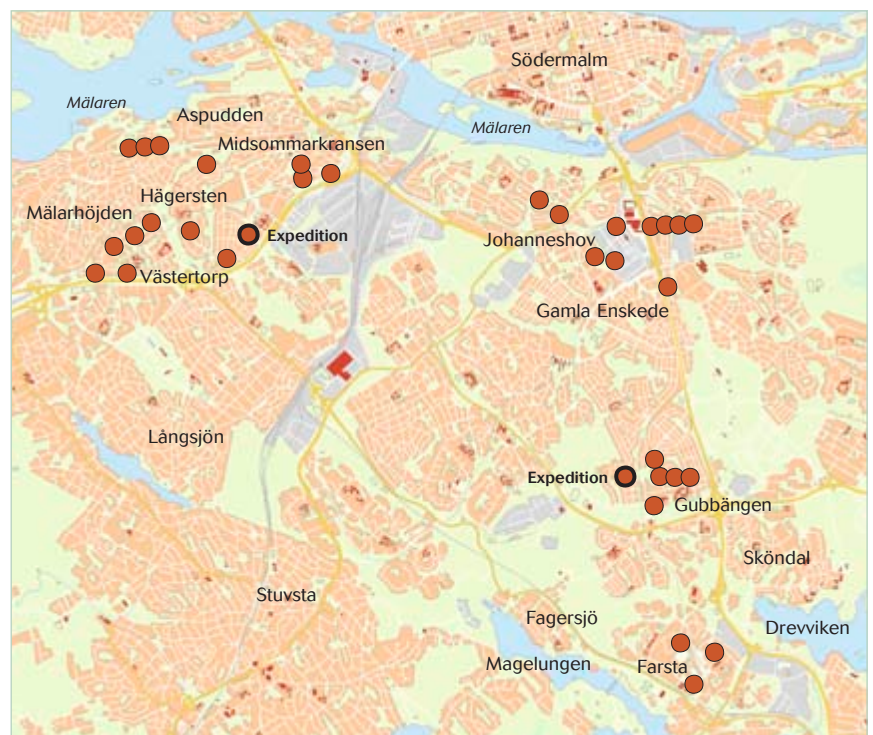 Södermalm
Mälaren
Aspudden
Mälaren
Midsommarkransen
Hägersten
Mälarhöjden
Expedition
Johanneshov
Västertorp
Gamla Enskede
Långsjön
Expedition
Gubbängen
Sköndal
Stuvsta
Fagersjö
Drevviken
Magelungen
Farsta